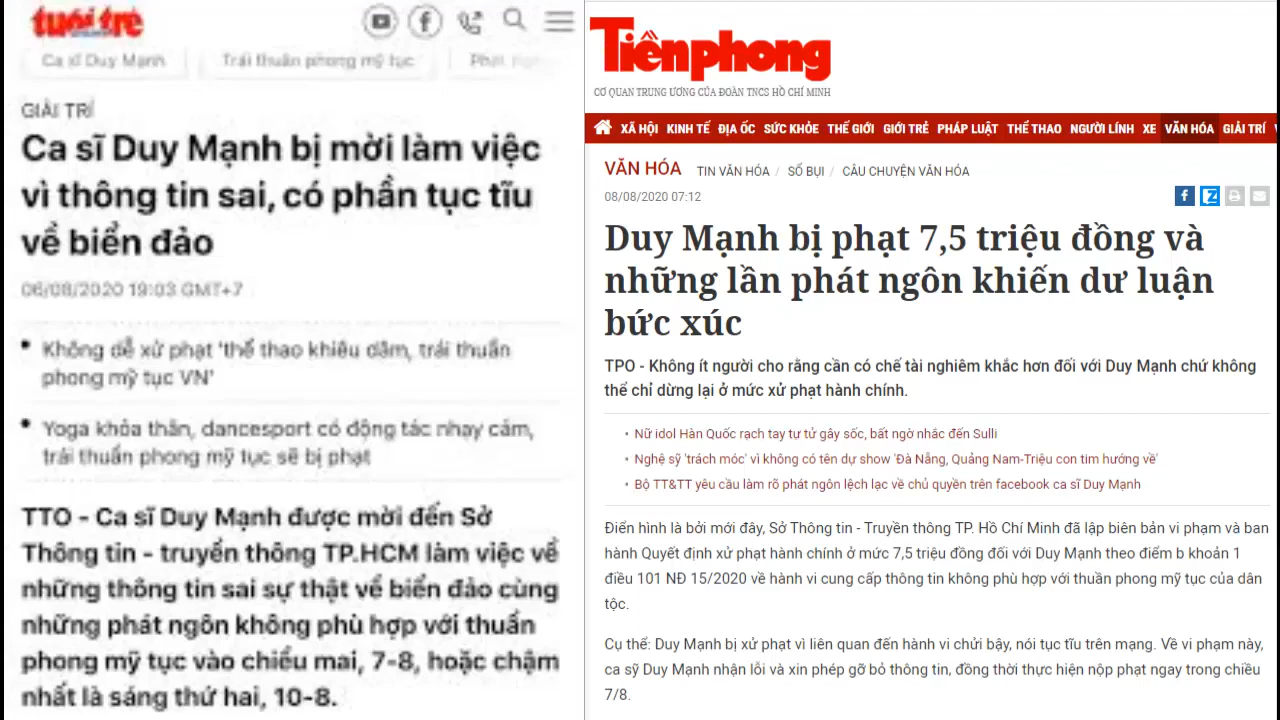 tuổi trẻ
Ca sĩ Duy Mạnh
Trái thuần phong mỹ tục
GIẢI TRÍ
Ca sĩ Duy Mạnh bị mời làm việc
vì thông tin sai, có phần tục tĩu
về biển đảo
06/08/2020 19:03 GMT+7
Không dễ xử phạt 'thể thao khiêu dâm, trái thuần
phong mỹ tục VN'
Yoga khỏa thân, dancesport có động tác nhạy cảm,
trái thuần phong mỹ tục sẽ bị phạt
TTO - Ca sĩ Duy Mạnh được mời đến Sở
Thông tin - truyền thông TP.HCM làm việc về
những thông tin sai sự thật về biển đảo cùng
những phát ngôn không phù hợp với thuần
phong mỹ tục vào chiều mai, 7-8, hoặc chậm
nhất là sáng thứ hai, 10-8.
Tiền phong
CƠ QUAN TRUNG ƯƠNG CỦA ĐOÀN TNCS HỒ CHÍ MINH
XÃ HỘI KINH TẾ ĐỊA ỐC SỨC KHỎE THẾ GIỚI GIỚI TRẺ PHÁP LUẬT THỂ THAO NGƯỜI LÍNH XE VĂN HÓA GIẢI TRÍ
VĂN HÓA TIN VĂN HÓA / SỔ BỤI / CÂU CHUYỆN VĂN HÓA
08/08/2020 07:12
Duy Mạnh bị phạt 7,5 triệu đồng và
những lần phát ngôn khiến dư luận
bức xúc
TPO - Không ít người cho rằng cần có chế tài nghiêm khắc hơn đối với Duy Mạnh chứ không
thể chỉ dừng lại ở mức xử phạt hành chính.
Nữ idol Hàn Quốc rạch tay tự tử gây sốc, bất ngờ nhắc đến Sulli
Nghệ sỹ 'trách móc' vì không có tên dự show 'Đà Nẵng, Quảng Nam-Triệu con tim hướng về'
Bộ TT&TT yêu cầu làm rõ phát ngôn lệch lạc về chủ quyền trên facebook ca sĩ Duy Mạnh
Điển hình là bởi mới đây, Sở Thông tin - Truyền thông TP. Hồ Chí Minh đã lập biên bản vi phạm và ban
hành Quyết định xử phạt hành chính ở mức 7,5 triệu đồng đối với Duy Mạnh theo điểm b khoản 1
điều 101 NĐ 15/2020 về hành vi cung cấp thông tin không phù hợp với thuần phong mỹ tục của dân
tộc.
Cụ thể: Duy Mạnh bị xử phạt vì liên quan đến hành vi chửi bậy, nói tục tĩu trên mạng. Về vi phạm này,
ca sỹ Duy Mạnh nhận lỗi và xin phép gỡ bỏ thông tin, đồng thời thực hiện nộp phạt ngay trong chiều
7/8.